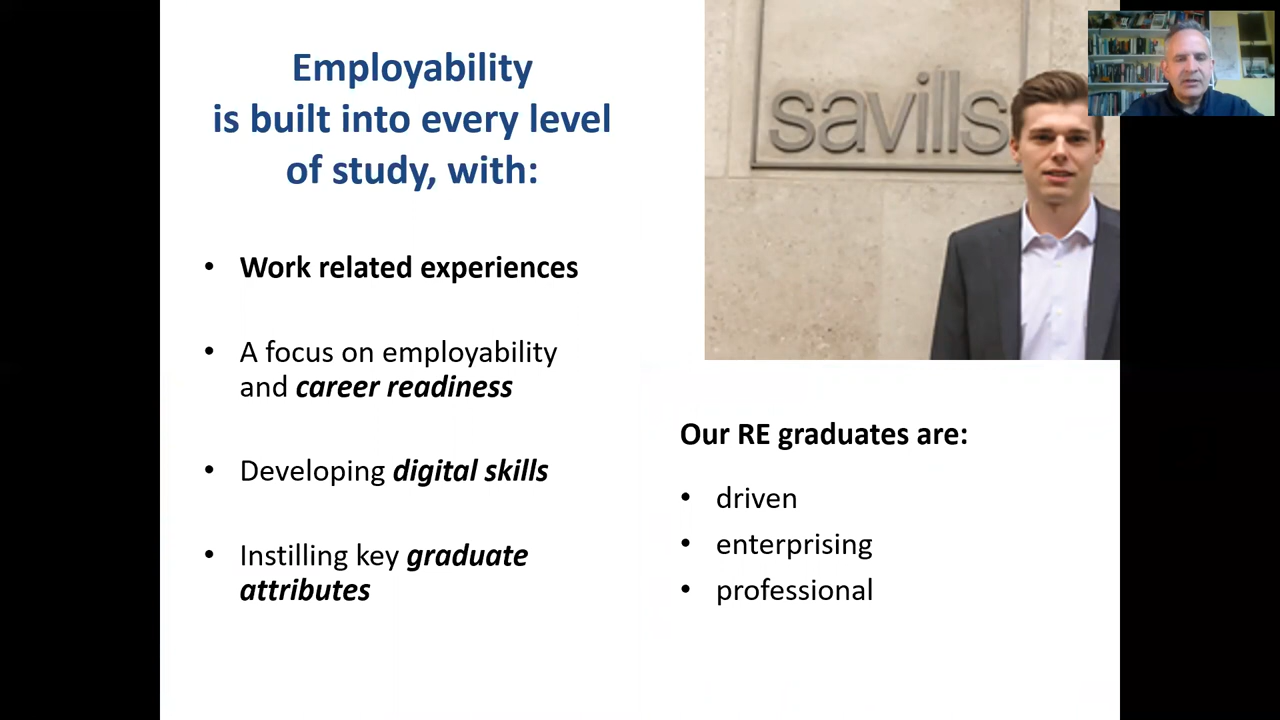 Employability
is built into every level
of study, with:
• Work related experiences
• A focus on employability
and career readiness
• Developing digital skills
• Instilling key graduate
attributes
savills
Our RE graduates are:
• driven
• enterprising
• professional